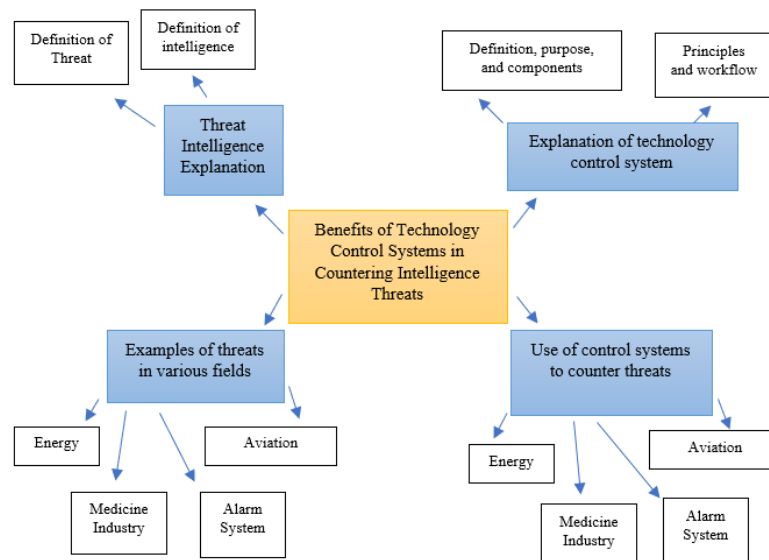 Definition of
Threat
Definition of
intelligence
Definition, purpose,
and components
Principles
and workflow
Threat
Intelligence
Explanation
Explanation of technology
control system
Benefits of Technology
Control Systems in
Countering Intelligence
Threats
Examples of threats
in various fields
Use of control systems
to counter threats
Energy
Aviation
Medicine
Industry
Alarm
System
Energy
Aviation
Medicine
Industry
Alarm
System